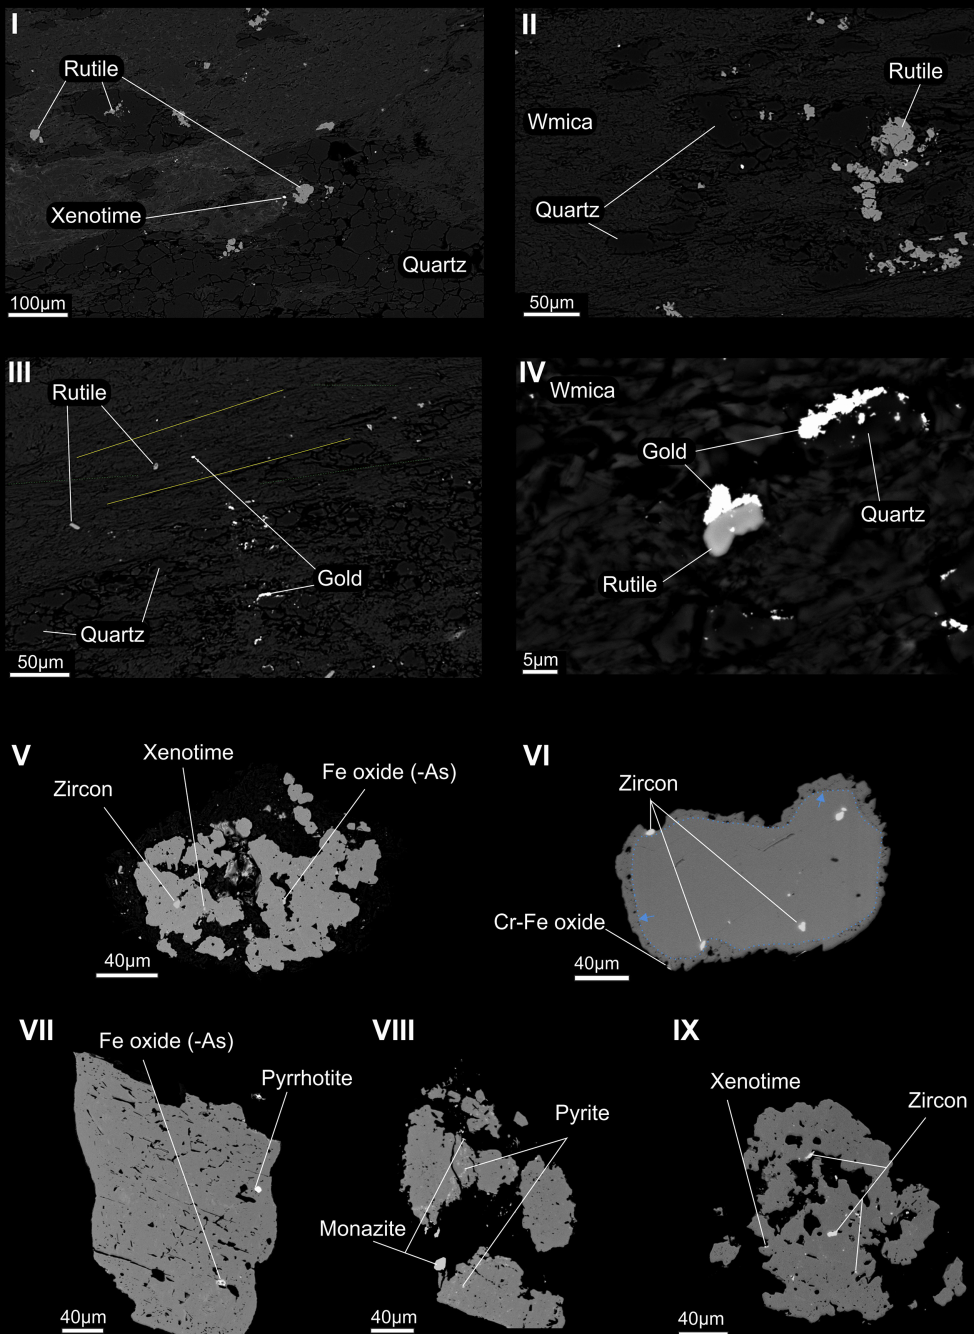 I
Rutile
Xenotime
Quartz
100µm
II
Rutile
Wmica
Quartz
50µm
III
Rutile
Gold
Quartz
50µm
IV
Wmica
Gold
Quartz
Rutile
5µm
V
Xenotime
Zircon
Fe oxide (-As)
40µm
VI
Zircon
Cr-Fe oxide
40µm
VII
Fe oxide (-As)
Pyrrhotite
40µm
VIII
Pyrite
Monazite
40µm
IX
Xenotime
Zircon
40µm